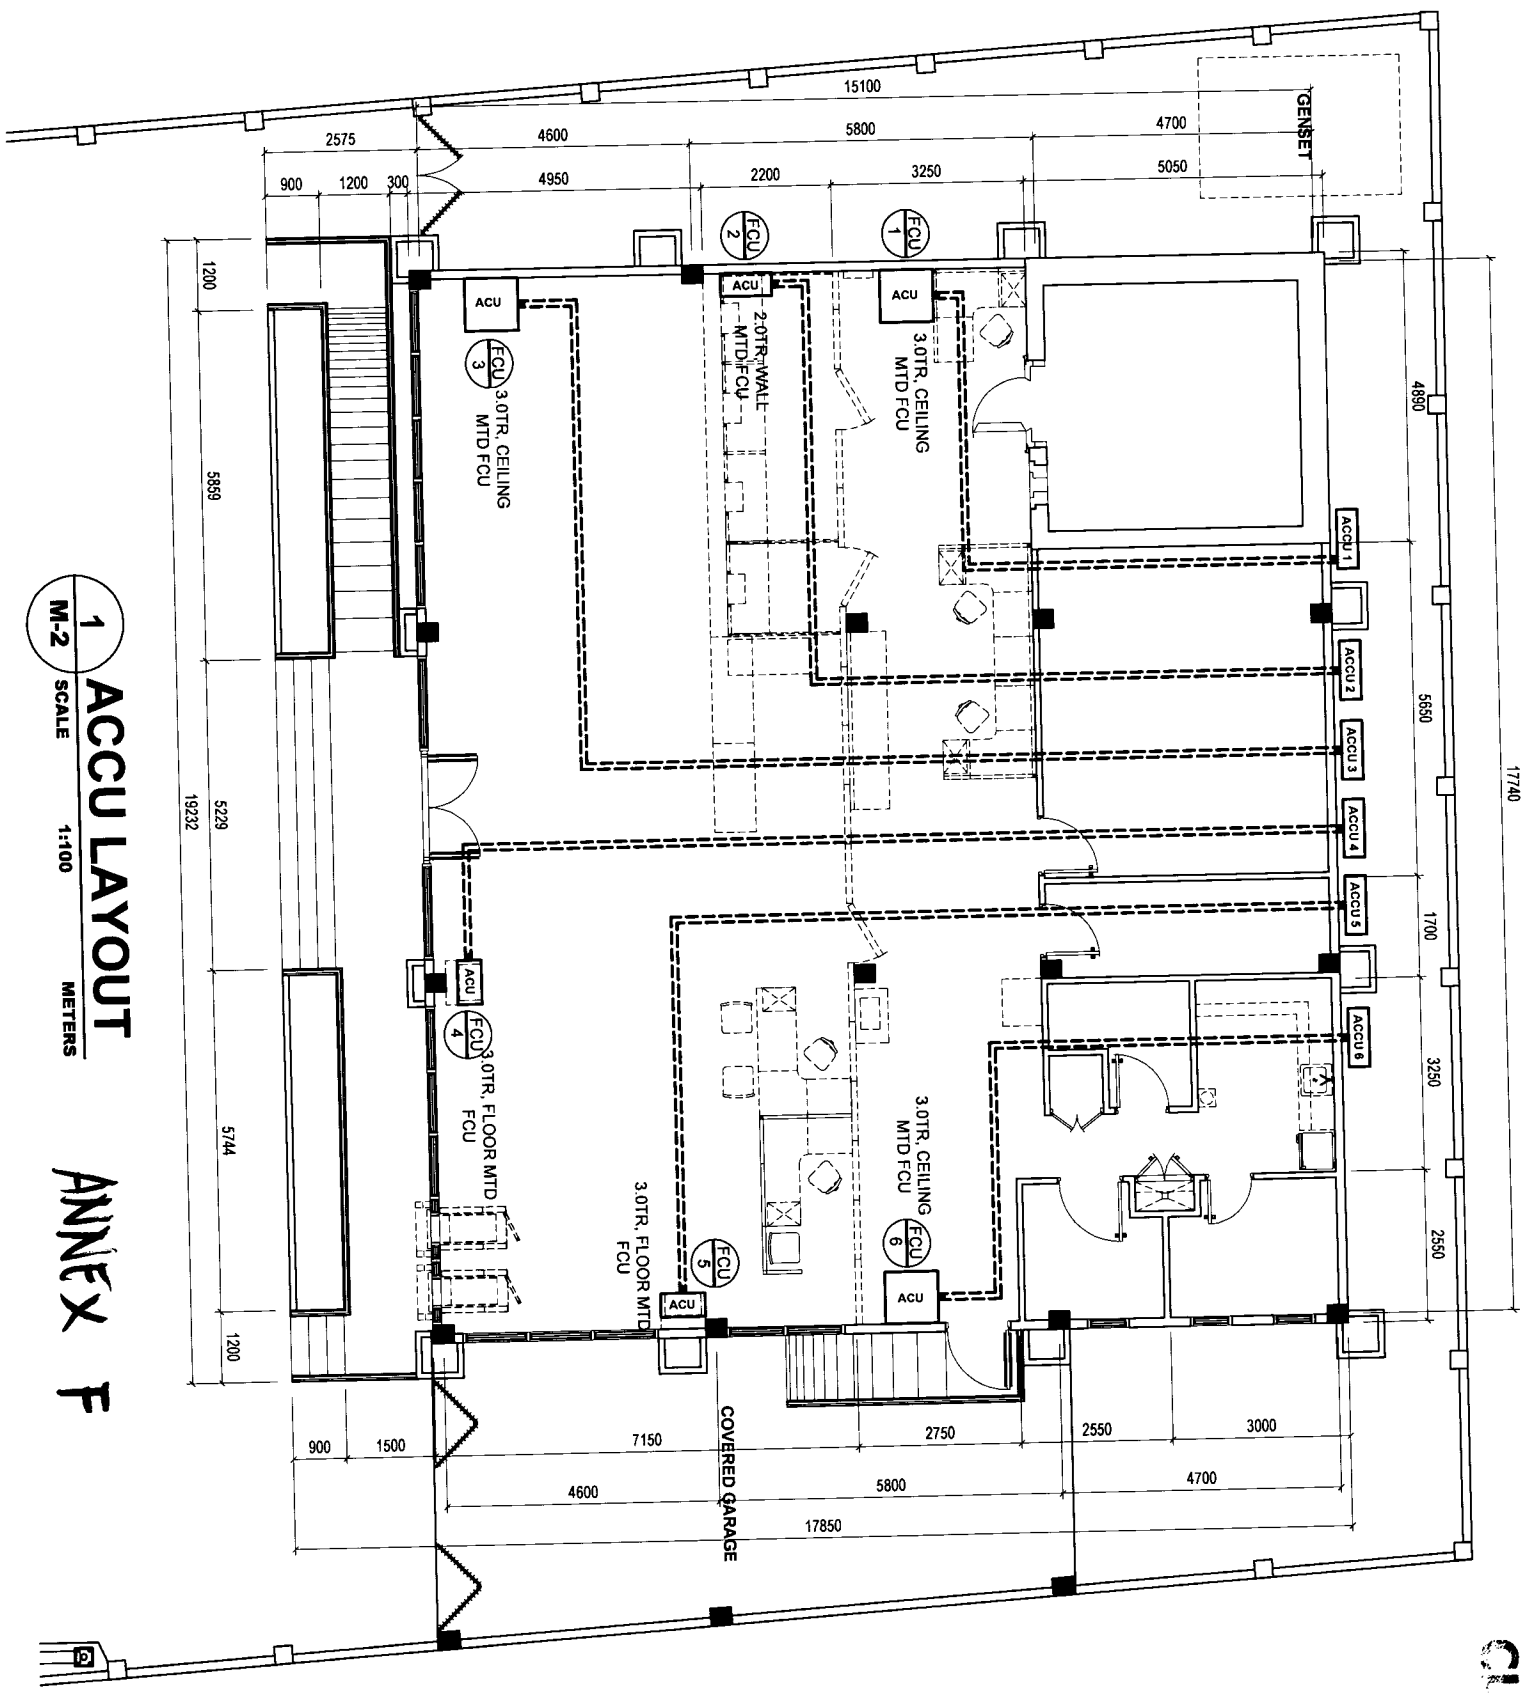 GENSET
15100
2575
4600
5800
4700
900
1200
300
4950
2200
3250
5050
FCU
1
FCU
2
ACU
ACU
ACU
FCU
3
3.0TR, CEILING
MTD FCU
2.0TR, WALL
MTD FCU
3.0TR, CEILING
MTD FCU
1200
5859
5229
5744
1200
19232
4890
5650
1700
3250
2550
17740
ACCU 1
ACCU 2
ACCU 3
ACCU 4
ACCU 5
ACCU 6
ACU
FCU
4
3.0TR, FLOOR MTD
FCU
3.0TR, FLOOR MTD
FCU
FCU
5
ACU
3.0TR, CEILING
MTD FCU
FCU
6
ACU
COVERED GARAGE
900
1500
7150
2750
2550
3000
4600
5800
4700
17850
1
M-2
ACCU LAYOUT
SCALE 1:100 METERS
ANNEX F